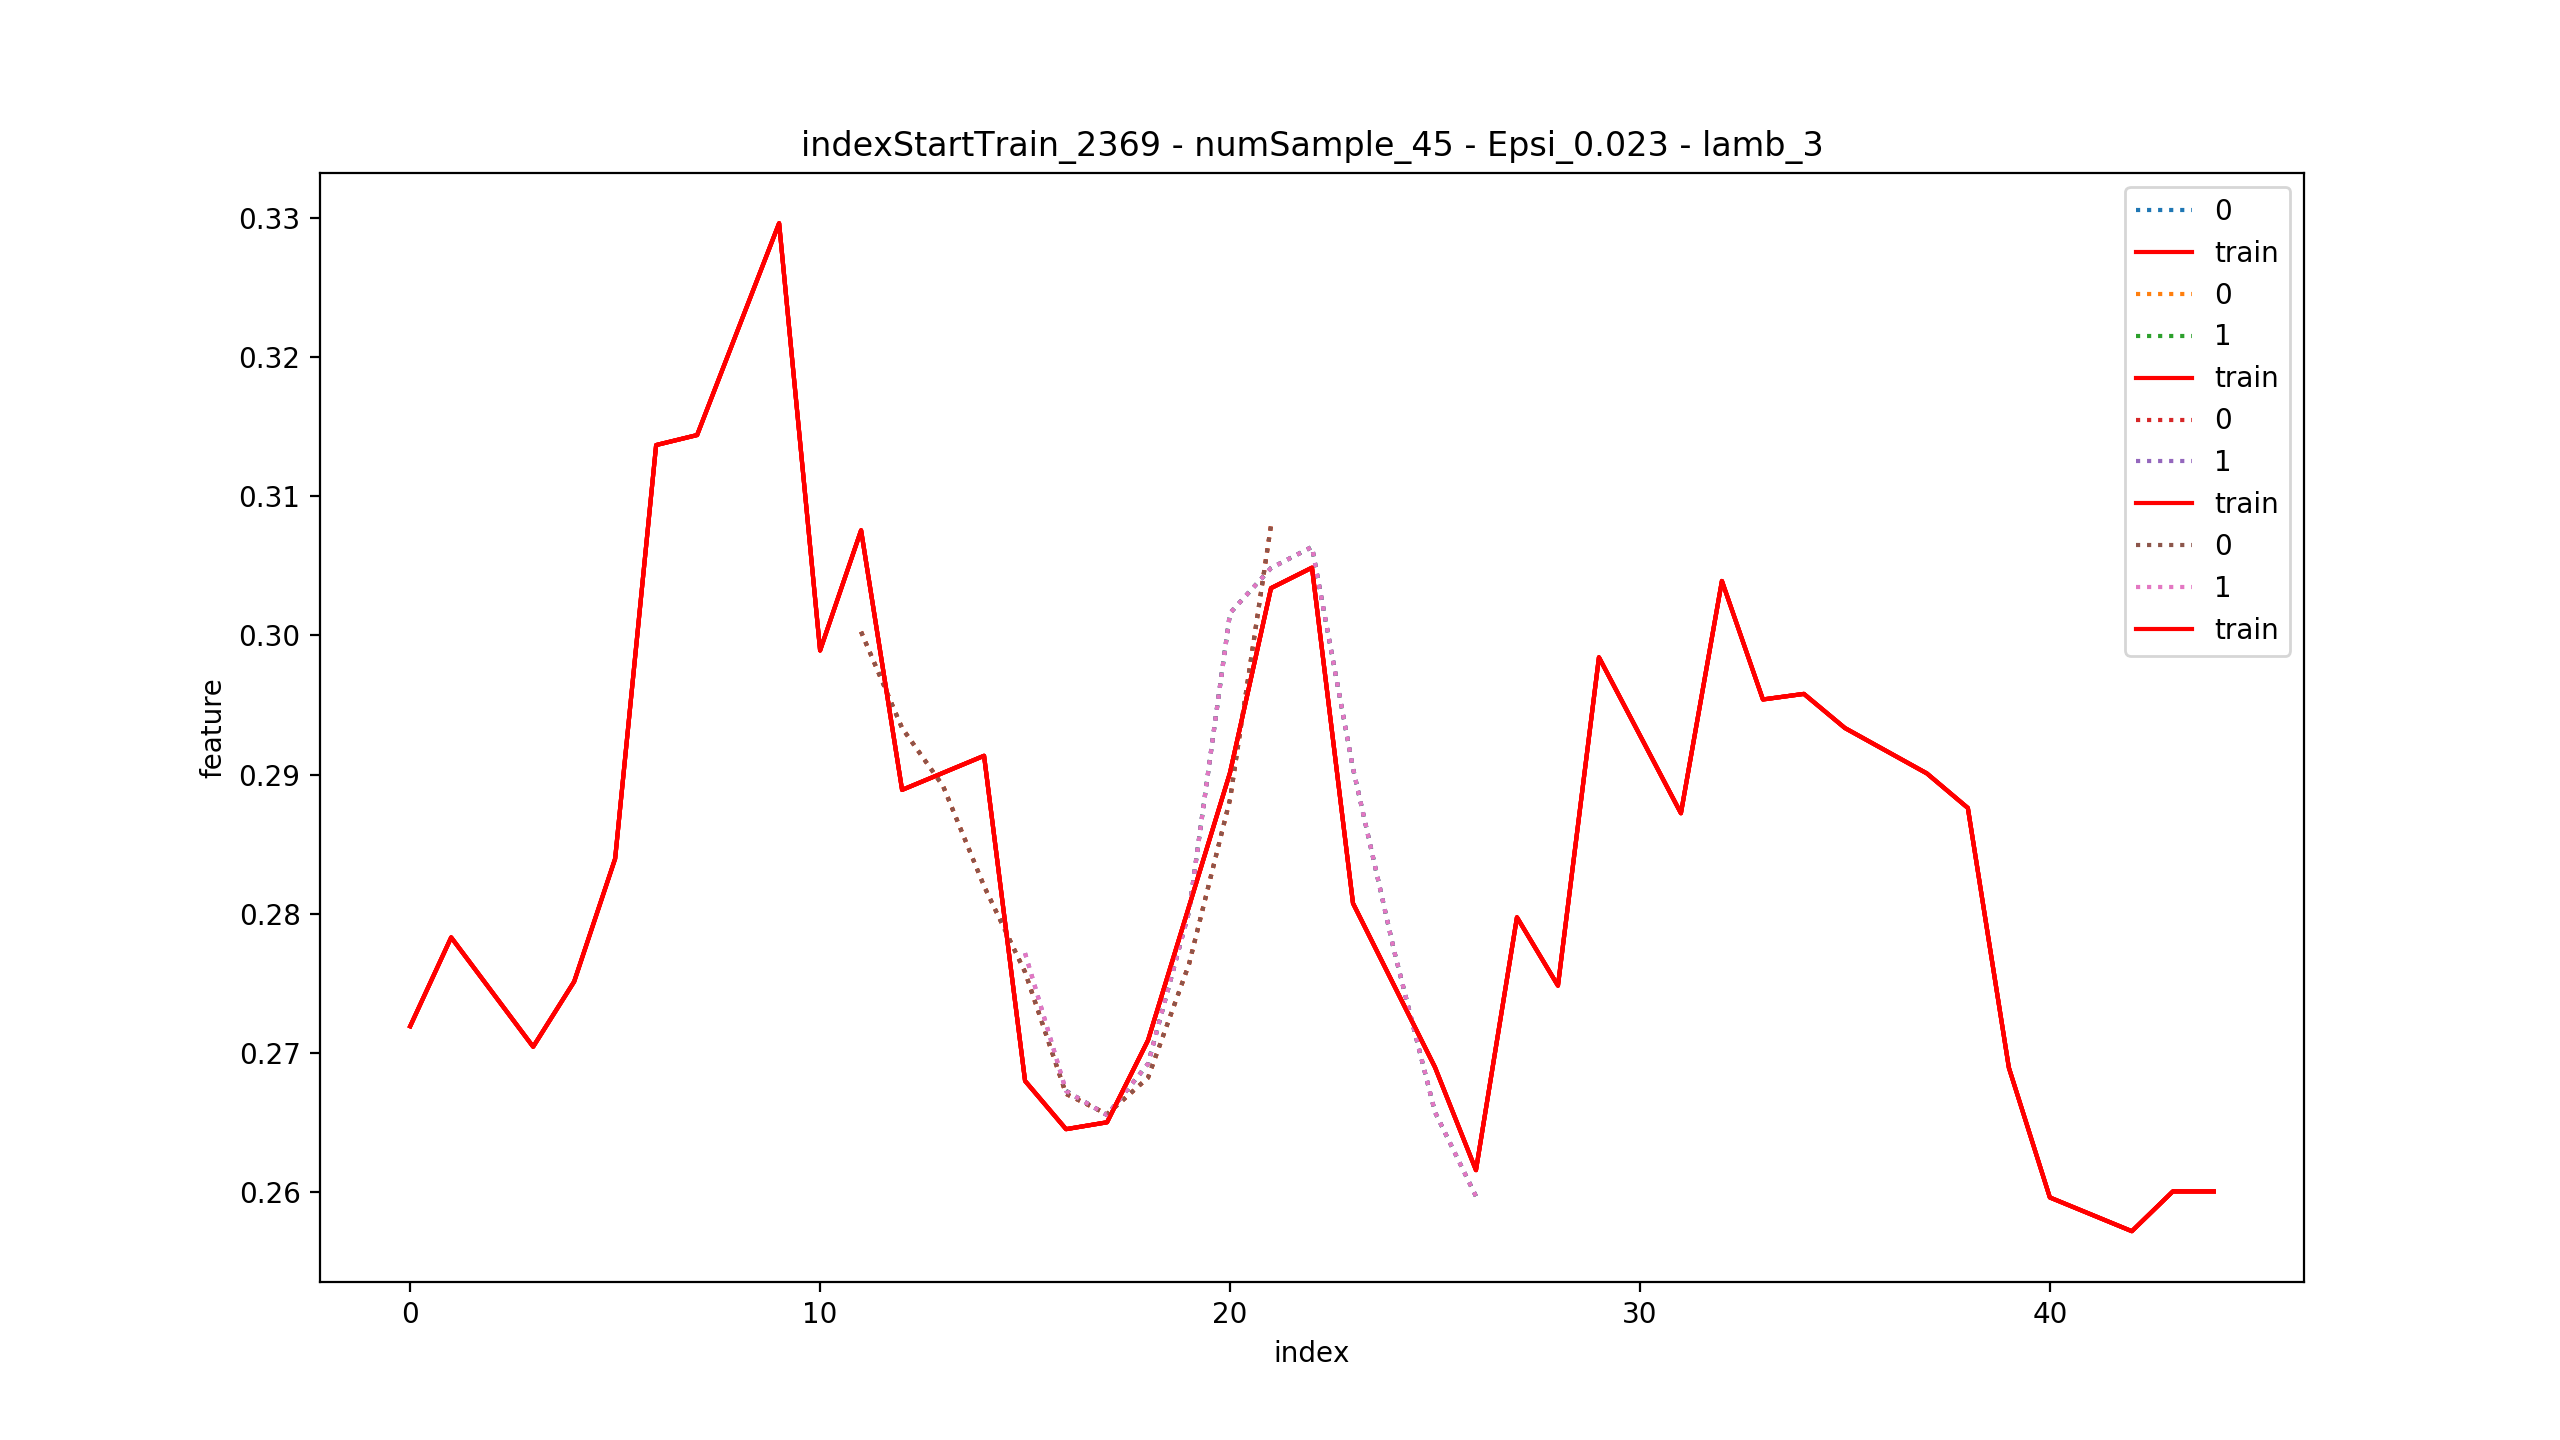 indexStartTrain_2369 - numSample_45 - Epsi_0.023 - lamb_3
0.33
0.32
0.31
0.30
0.29
0.28
0.27
0.26
feature
0
10
20
30
40
index
0
train
0
1
train
0
1
train
0
1
train